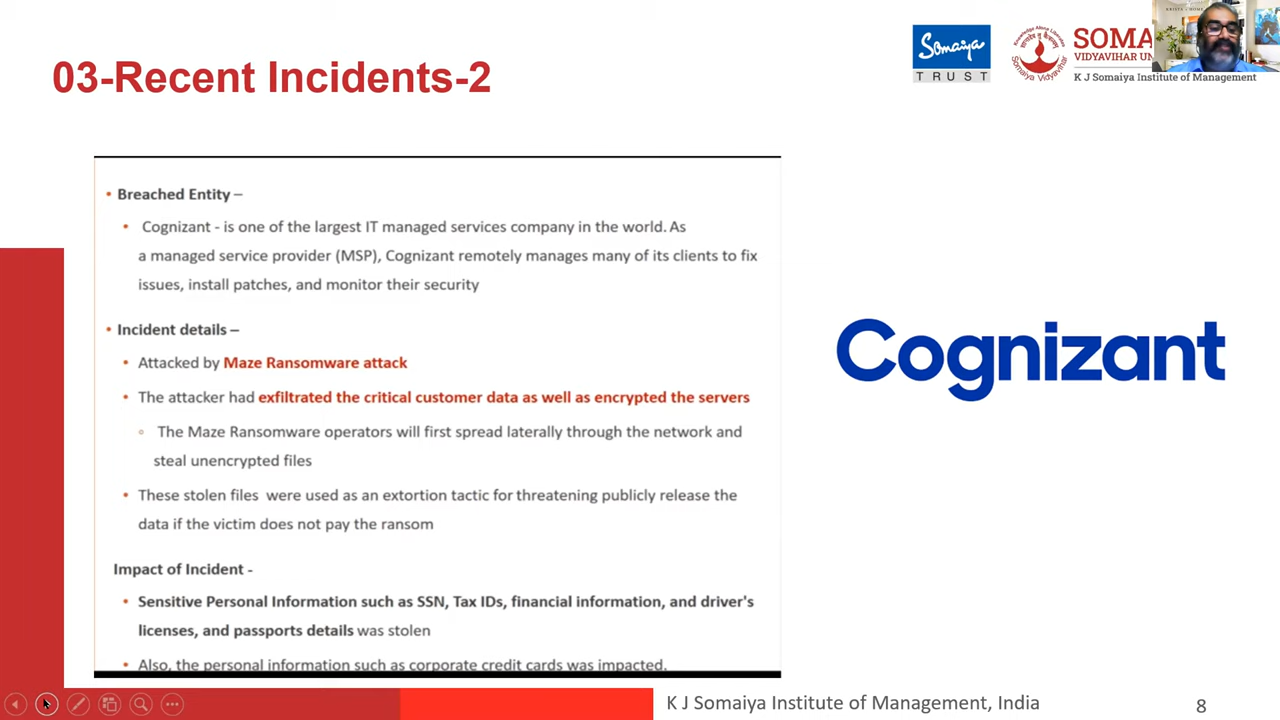 03-Recent Incidents-2
Somaiya
TRUST
Knowledge Alone Liberates
Somaiya Vidyavihar
SOMA
VIDYAVIHAR UN
K J Somaiya Institute of Management
• Breached Entity –
• Cognizant - is one of the largest IT managed services company in the world. As
a managed service provider (MSP), Cognizant remotely manages many of its clients to fix
issues, install patches, and monitor their security
• Incident details –
• Attacked by Maze Ransomware attack
• The attacker had exfiltrated the critical customer data as well as encrypted the servers
○ The Maze Ransomware operators will first spread laterally through the network and
steal unencrypted files
• These stolen files were used as an extortion tactic for threatening publicly release the
data if the victim does not pay the ransom
Impact of Incident -
• Sensitive Personal Information such as SSN, Tax IDs, financial information, and driver's
licenses, and passports details was stolen
• Also, the personal information such as corporate credit cards was impacted.
Cognizant
K J Somaiya Institute of Management, India
8